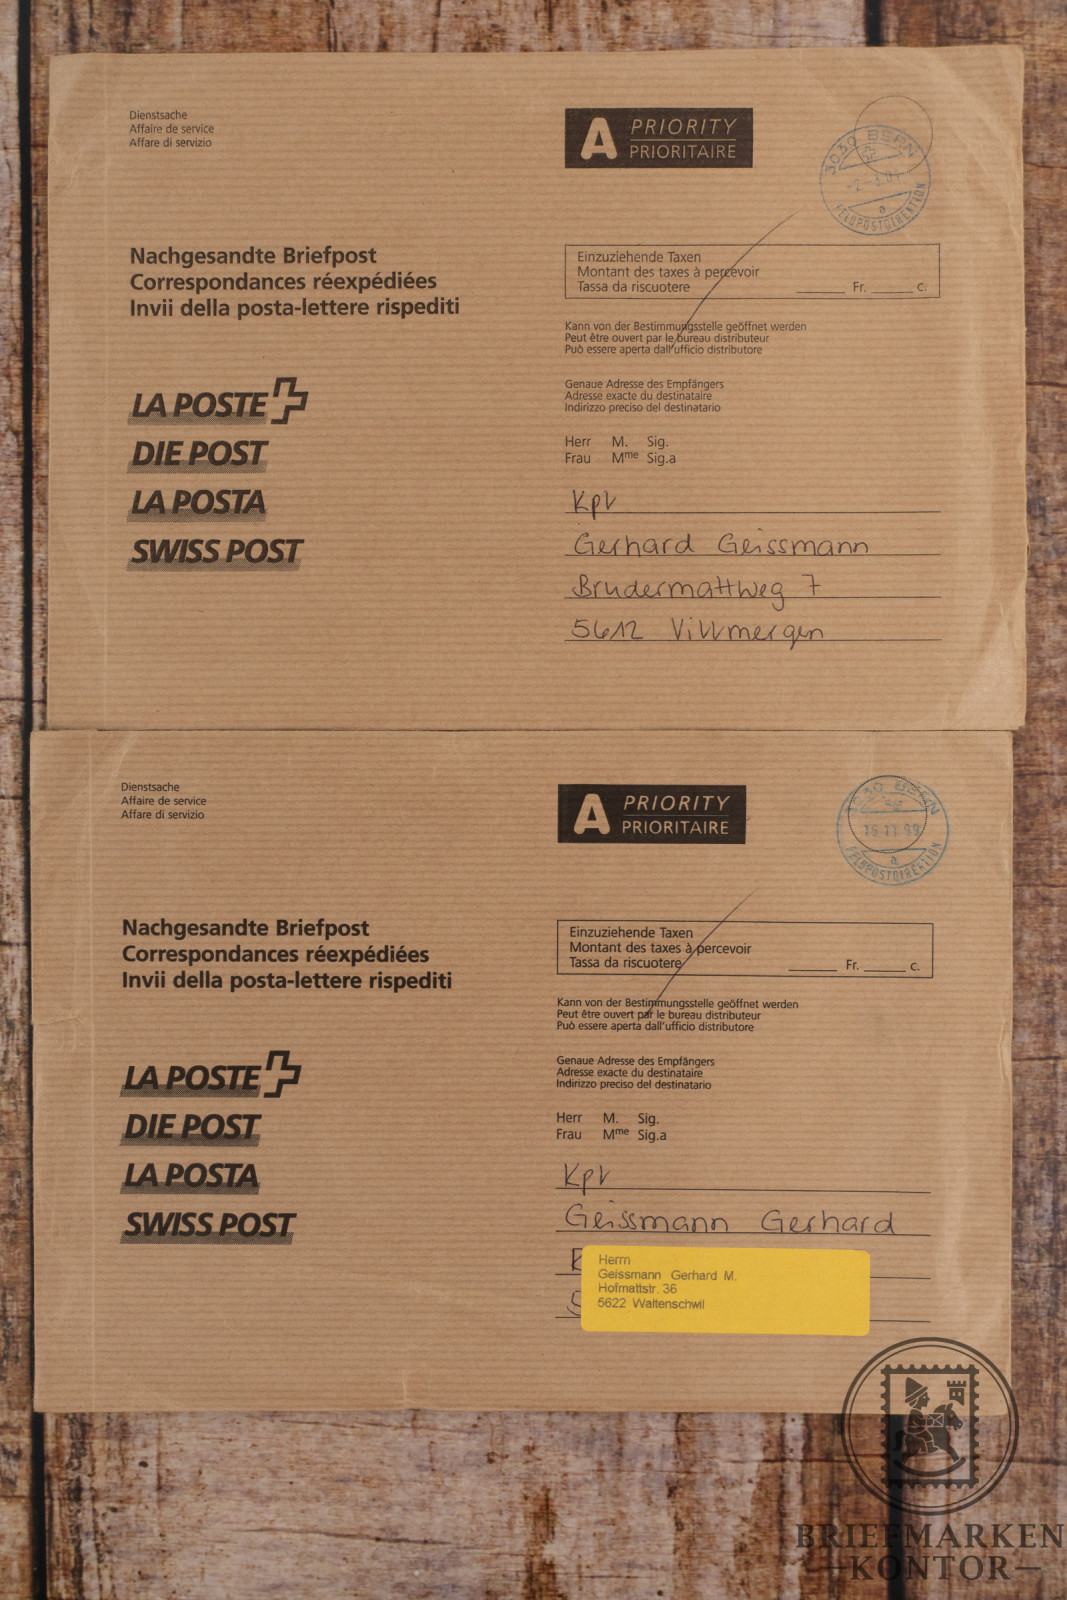 Dienstsache
Affaire de service
Affare di servizio
A PRIORITY
PRIORITAIRE
3030 BERN
FELDPOSTDIREKTION
a
Nachgesandte Briefpost
Correspondances réexpédiées
Invii della posta-lettere rispediti
Einzuziehende Taxen
Montant des taxes à percevoir
Tassa da riscuotere Fr. c.
Kann von der Bestimmungsstelle geöffnet werden
Peut être ouvert par le bureau distributeur
Può essere aperta dall'ufficio distributore
LA POSTE
DIE POST
LA POSTA
SWISS POST
Genaue Adresse des Empfängers
Adresse exacte du destinataire
Indirizzo preciso del destinatario
Herr M. Sig.
Frau Mme Sig.a
Kpl
Gerhard Geissmann
Brudermattweg 7
5612 Villmergen
Dienstsache
Affaire de service
Affare di servizio
A PRIORITY
PRIORITAIRE
3030 BERN
16.11.99
a
FELDPOSTDIREKTION
Nachgesandte Briefpost
Correspondances réexpédiées
Invii della posta-lettere rispediti
Einzuziehende Taxen
Montant des taxes à percevoir
Tassa da riscuotere Fr. c.
Kann von der Bestimmungsstelle geöffnet werden
Peut être ouvert par le bureau distributeur
Può essere aperta dall'ufficio distributore
LA POSTE
DIE POST
LA POSTA
SWISS POST
Genaue Adresse des Empfängers
Adresse exacte du destinataire
Indirizzo preciso del destinatario
Herr M. Sig.
Frau Mme Sig.a
Kpl
Geissmann Gerhard
Herrn
Geissmann Gerhard M.
Hofmattstr. 36
5622 Waltenschwil
BRIEFMARKEN
KONTOR